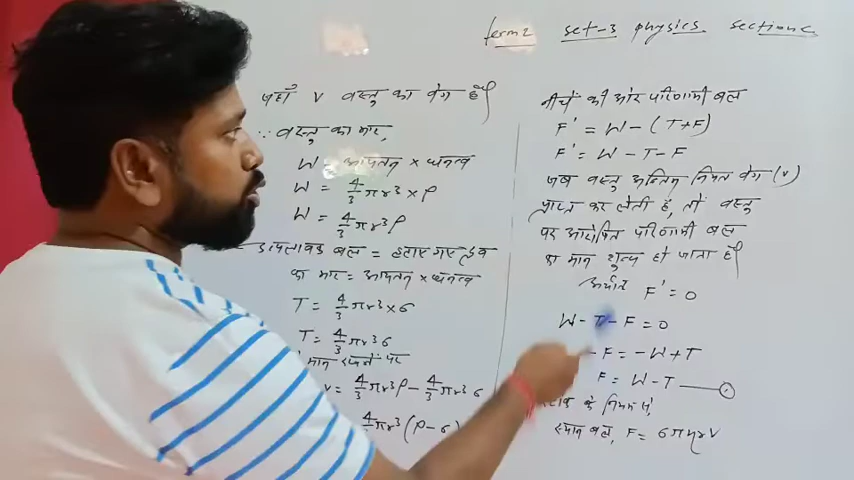 term2 set-3 physics section c
जहाँ v वस्तु का वेग है।
∵ वस्तु का भार,
W = आयतन × घनत्व
W = 4/3 πr³ × ρ
W = 4/3 πr³ρ
उत्प्लावक बल = हटाए गए द्रव
का भार = आयतन × घनत्व
T = 4/3 πr³ × σ
T = 4/3 πr³σ
मान रखने पर
= 4/3 πr³ρ - 4/3 πr³σ
4/3 πr³(ρ-σ)
नीचे की ओर परिणामी बल
F' = W - (T+F)
F' = W - T - F
जब वस्तु अन्तिम नियत वेग (v)
प्राप्त कर लेती है, तो वस्तु
पर आरोपित परिणामी बल
का मान शून्य हो जाता है।
अर्थात F' = 0
W - T - F = 0
- F = -W + T
F = W - T
के नियम से
श्यान बल, F = 6πηrv